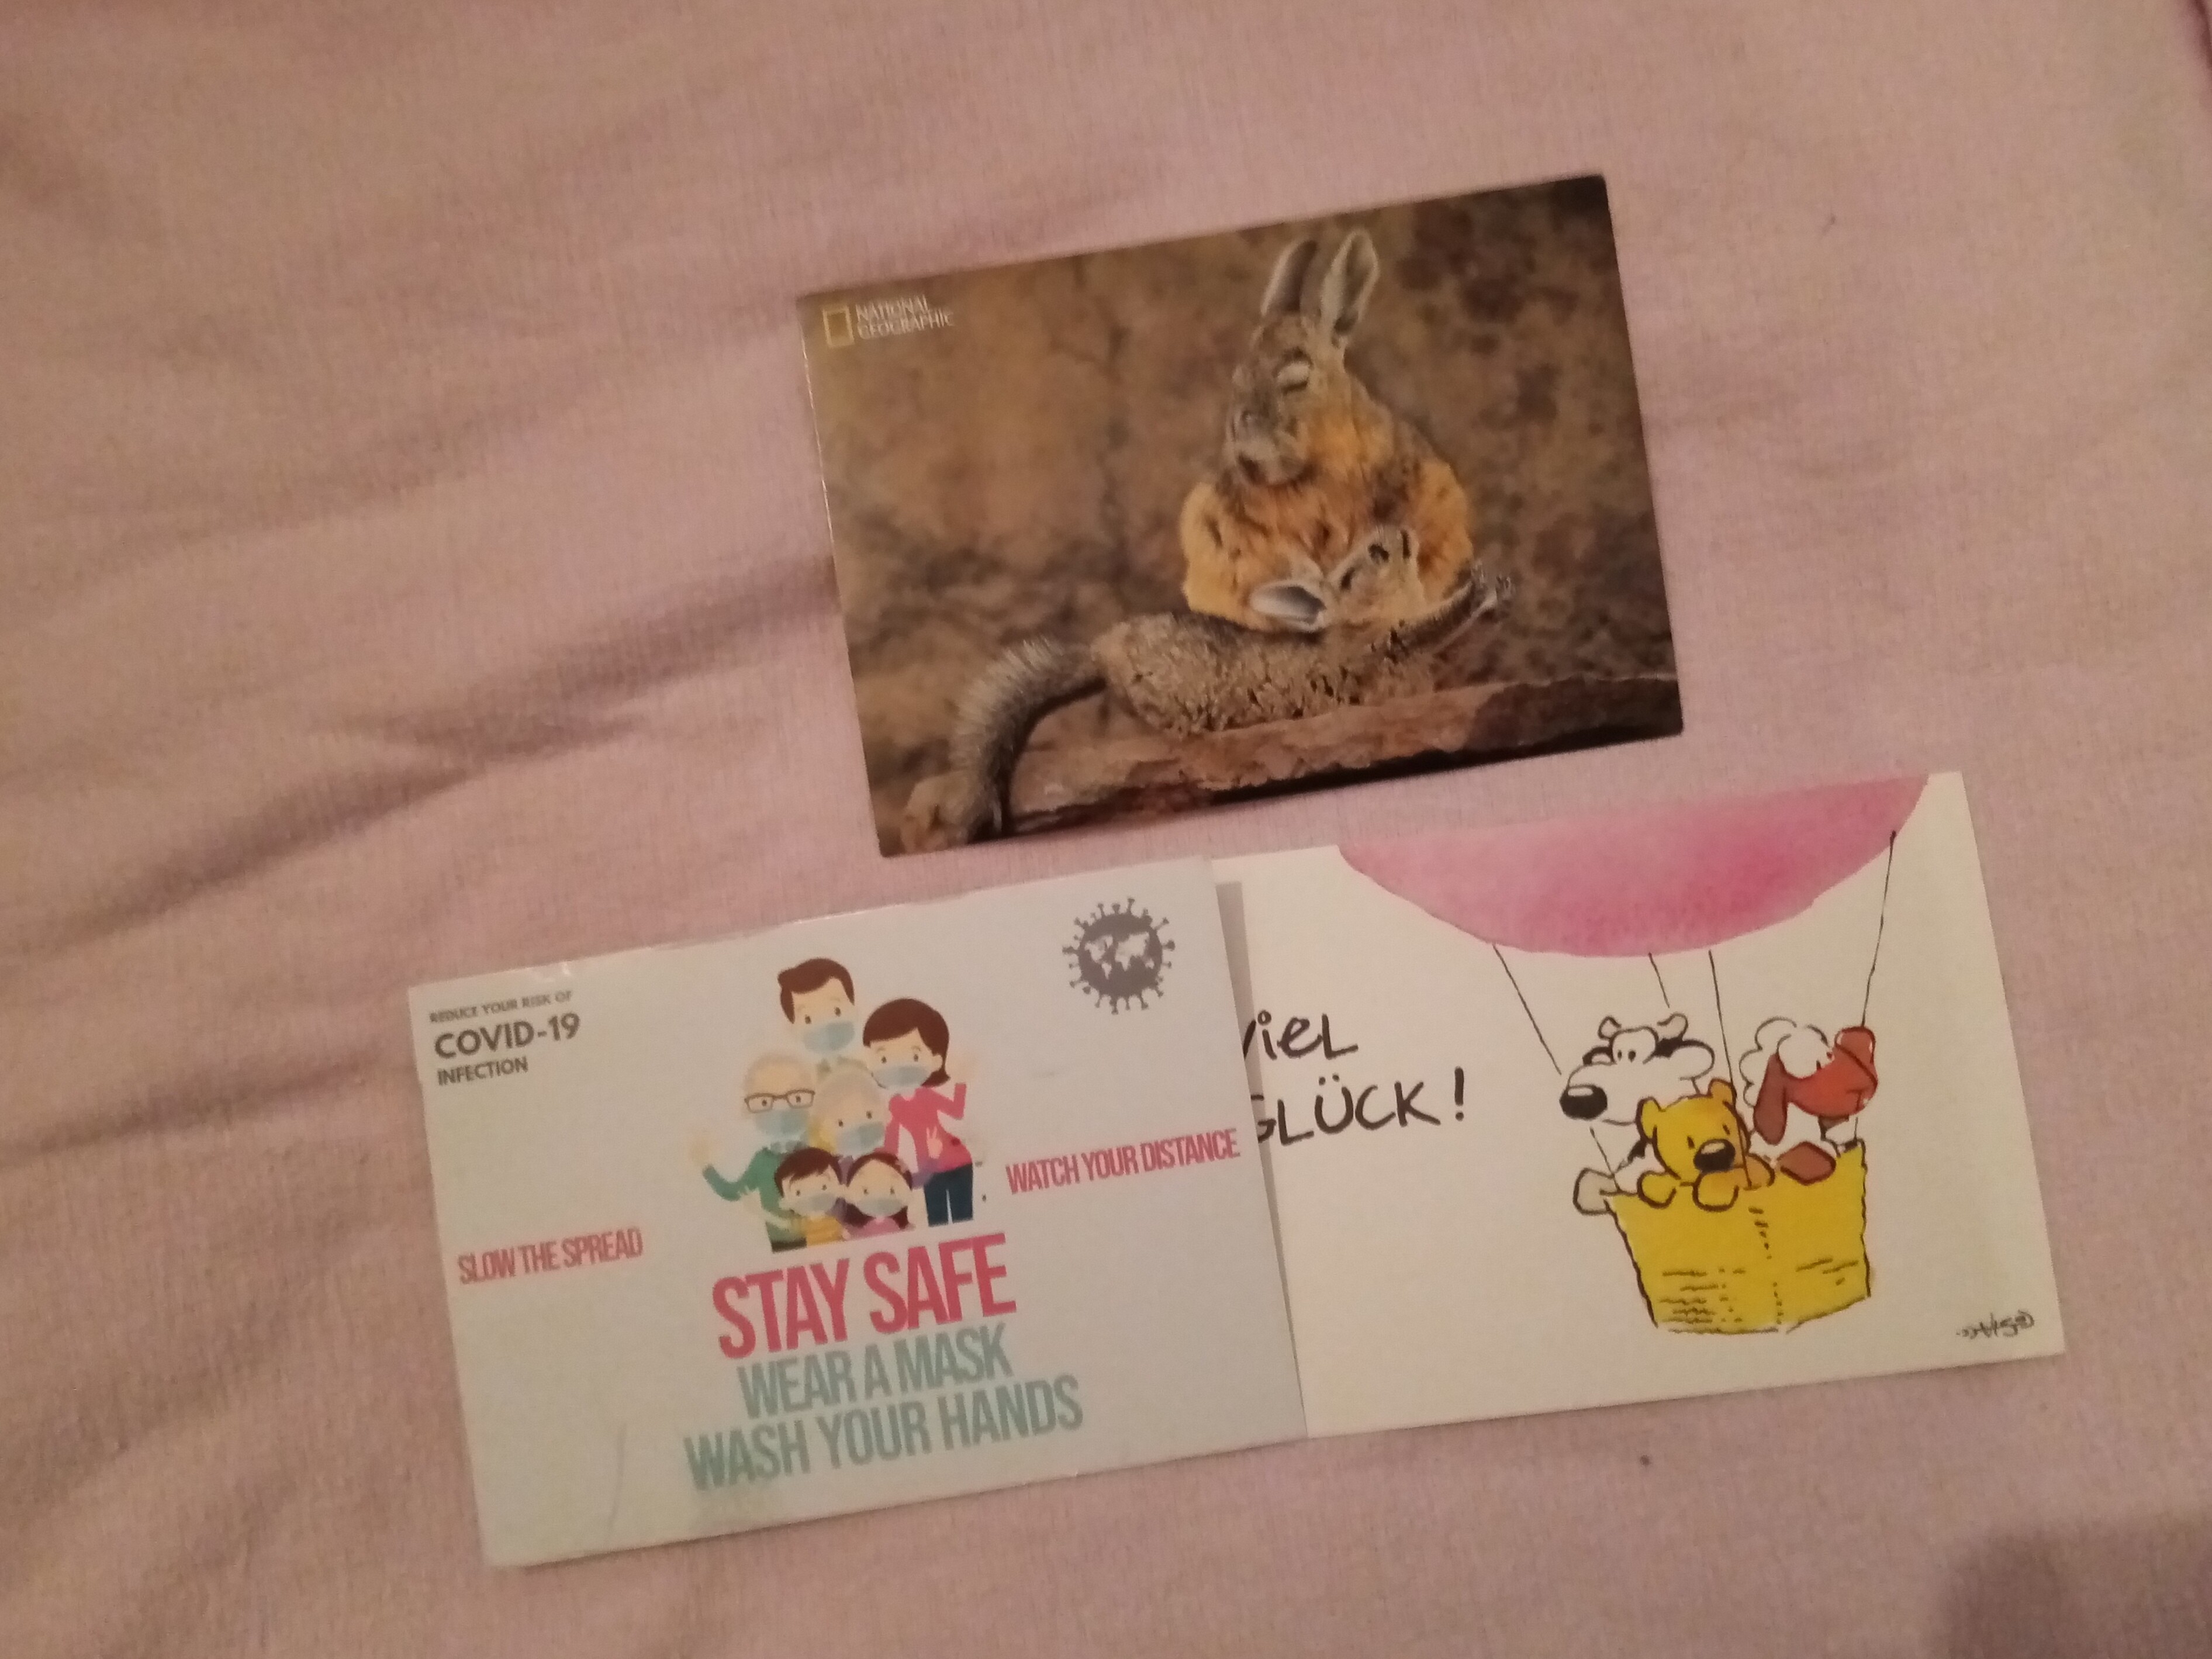 NATIONAL
GEOGRAPHIC
REDUCE YOUR RISK OF
COVID-19
INFECTION
WATCH YOUR DISTANCE
SLOW THE SPREAD
STAY SAFE
WEAR A MASK
WASH YOUR HANDS
VIEL
GLÜCK!